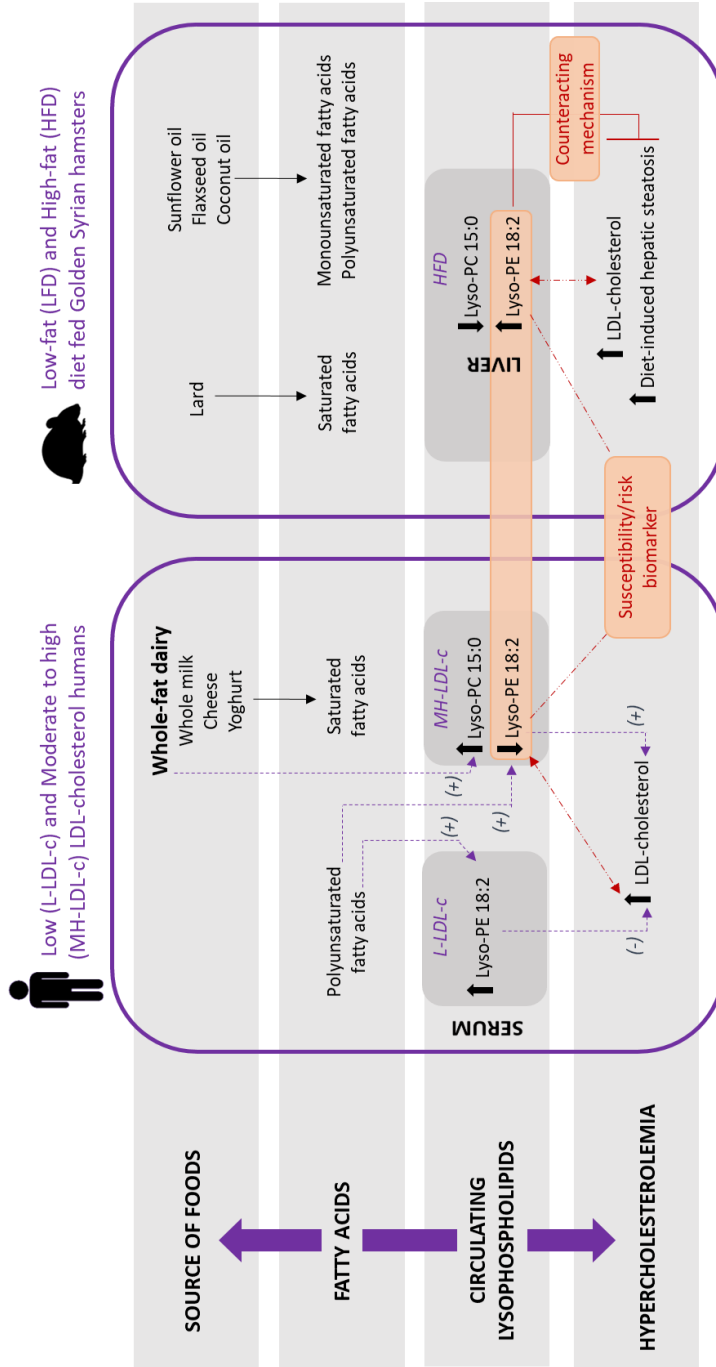 Low (L-LDL-c) and Moderate to high
(MH-LDL-c) LDL-cholesterol humans
Low-fat (LFD) and High-fat (HFD)
diet fed Golden Syrian hamsters
SOURCE OF FOODS
Whole-fat dairy
Whole milk
Cheese
Yoghurt
Lard
Sunflower oil
Flaxseed oil
Coconut oil
FATTY ACIDS
Polyunsaturated
fatty acids
Saturated
fatty acids
Saturated
fatty acids
Monounsaturated fatty acids
Polyunsaturated fatty acids
CIRCULATING
LYSOPHOSPHOLIPIDS
SERUM
L-LDL-c
Lyso-PE 18:2
(+)
(+)
(+)
MH-LDL-c
Lyso-PC 15:0
Lyso-PE 18:2
LIVER
HFD
Lyso-PC 15:0
Lyso-PE 18:2
HYPERCHOLESTEROLEMIA
(-)
LDL-cholesterol
(+)
Susceptibility/risk
biomarker
LDL-cholesterol
Diet-induced hepatic steatosis
Counteracting
mechanism